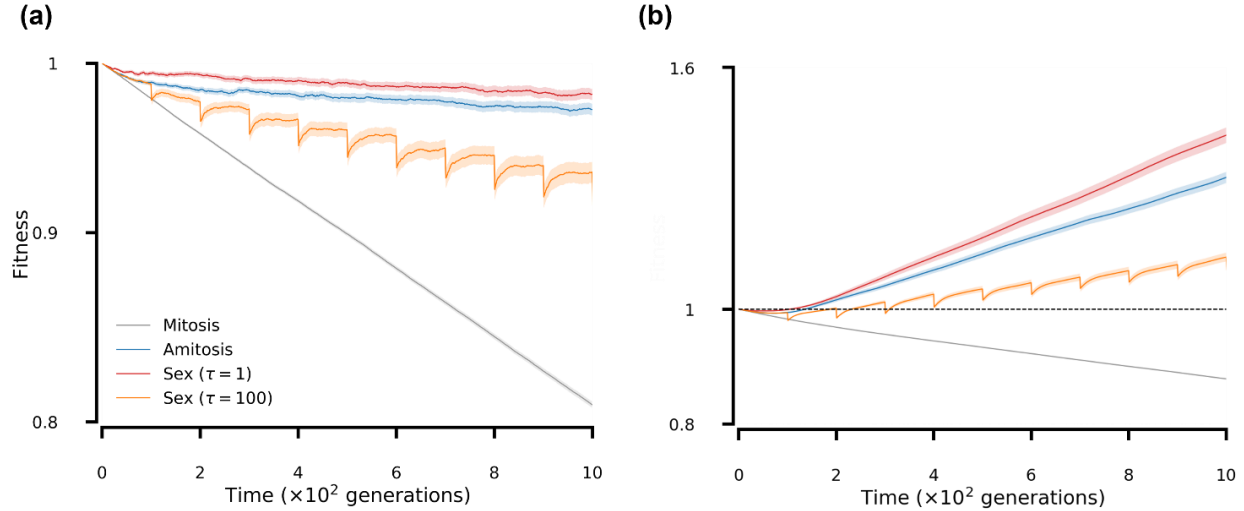 (a)
1
0.9
0.8
Fitness
Mitosis
Amitosis
Sex (τ = 1)
Sex (τ = 100)
0 2 4 6 8 10
Time (×10² generations)
(b)
1.6
1
0.8
Fitness
0 2 4 6 8 10
Time (×10² generations)